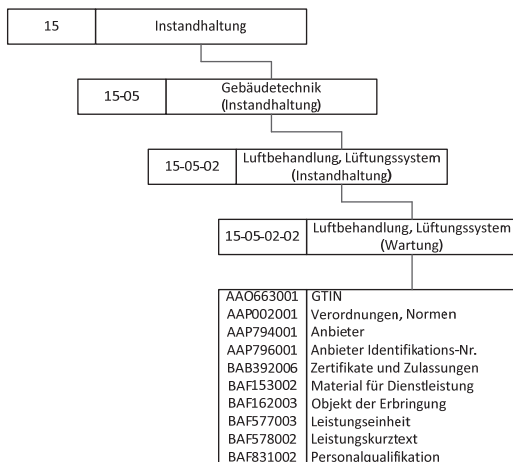 15 Instandhaltung
15-05 Gebäudetechnik
(Instandhaltung)
15-05-02 Luftbehandlung, Lüftungssystem
(Instandhaltung)
15-05-02-02 Luftbehandlung, Lüftungssystem
(Wartung)
AAO663001 GTIN
AAP002001 Verordnungen, Normen
AAP794001 Anbieter
AAP796001 Anbieter Identifikations-Nr.
BAB392006 Zertifikate und Zulassungen
BAF153002 Material für Dienstleistung
BAF162003 Objekt der Erbringung
BAF577003 Leistungseinheit
BAF578002 Leistungskurztext
BAF831002 Personalqualifikation